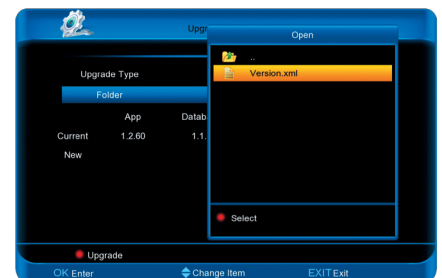 Upgr
Open
..
Version.xml
Upgrade Type
Folder
App Datab
Current 1.2.60 1.1.
New
Select
Upgrade
OK Enter Change Item EXIT Exit